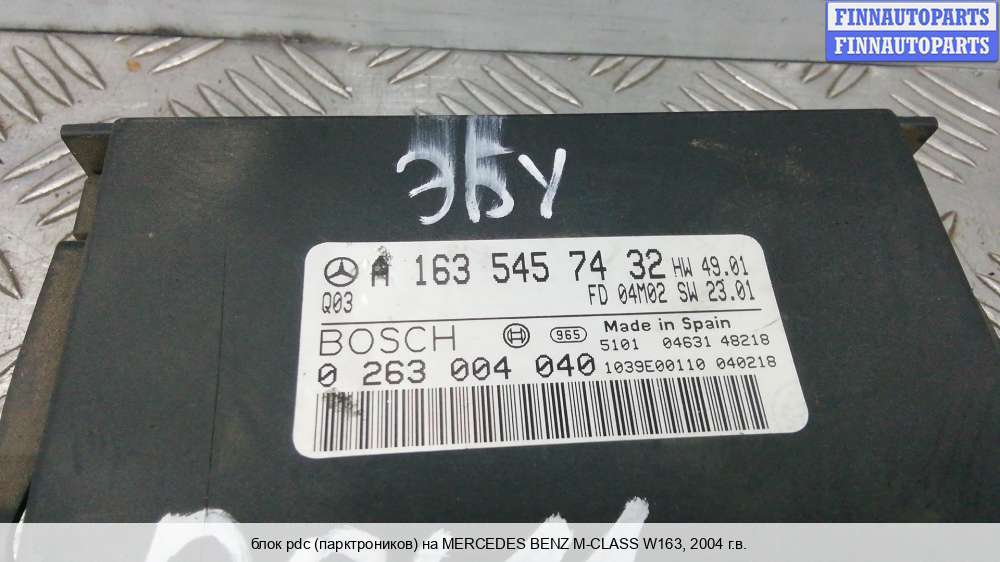 FINNAUTOPARTS
FINNAUTOPARTS
ЭБУ
A 163 545 74 32 HW 49.01
Q03 FD 04M02 SW 23.01
BOSCH 965 Made in Spain
5101 04631 48218
0 263 004 040 1039E00110 040218
блок pdc (парктроников) на MERCEDES BENZ M-CLASS W163, 2004 г.в.